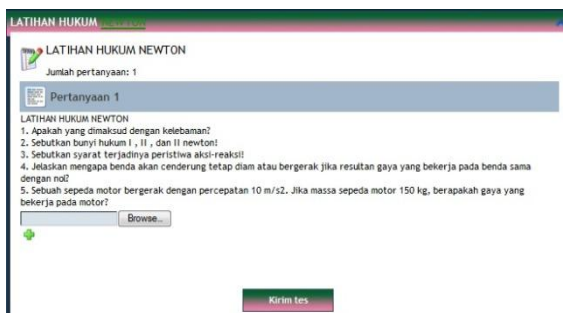 LATIHAN HUKUM NEWTON
LATIHAN HUKUM NEWTON
Jumlah pertanyaan: 1
Pertanyaan 1
LATIHAN HUKUM NEWTON
1. Apakah yang dimaksud dengan kelebaman?
2. Sebutkan bunyi hukum I , II , dan II newton!
3. Sebutkan syarat terjadinya peristiwa aksi-reaksi!
4. Jelaskan mengapa benda akan cenderung tetap diam atau bergerak jika resultan gaya yang bekerja pada benda sama
dengan nol?
5. Sebuah sepeda motor bergerak dengan percepatan 10 m/s2. Jika massa sepeda motor 150 kg, berapakah gaya yang
bekerja pada motor?
Browse...
Kirim tes